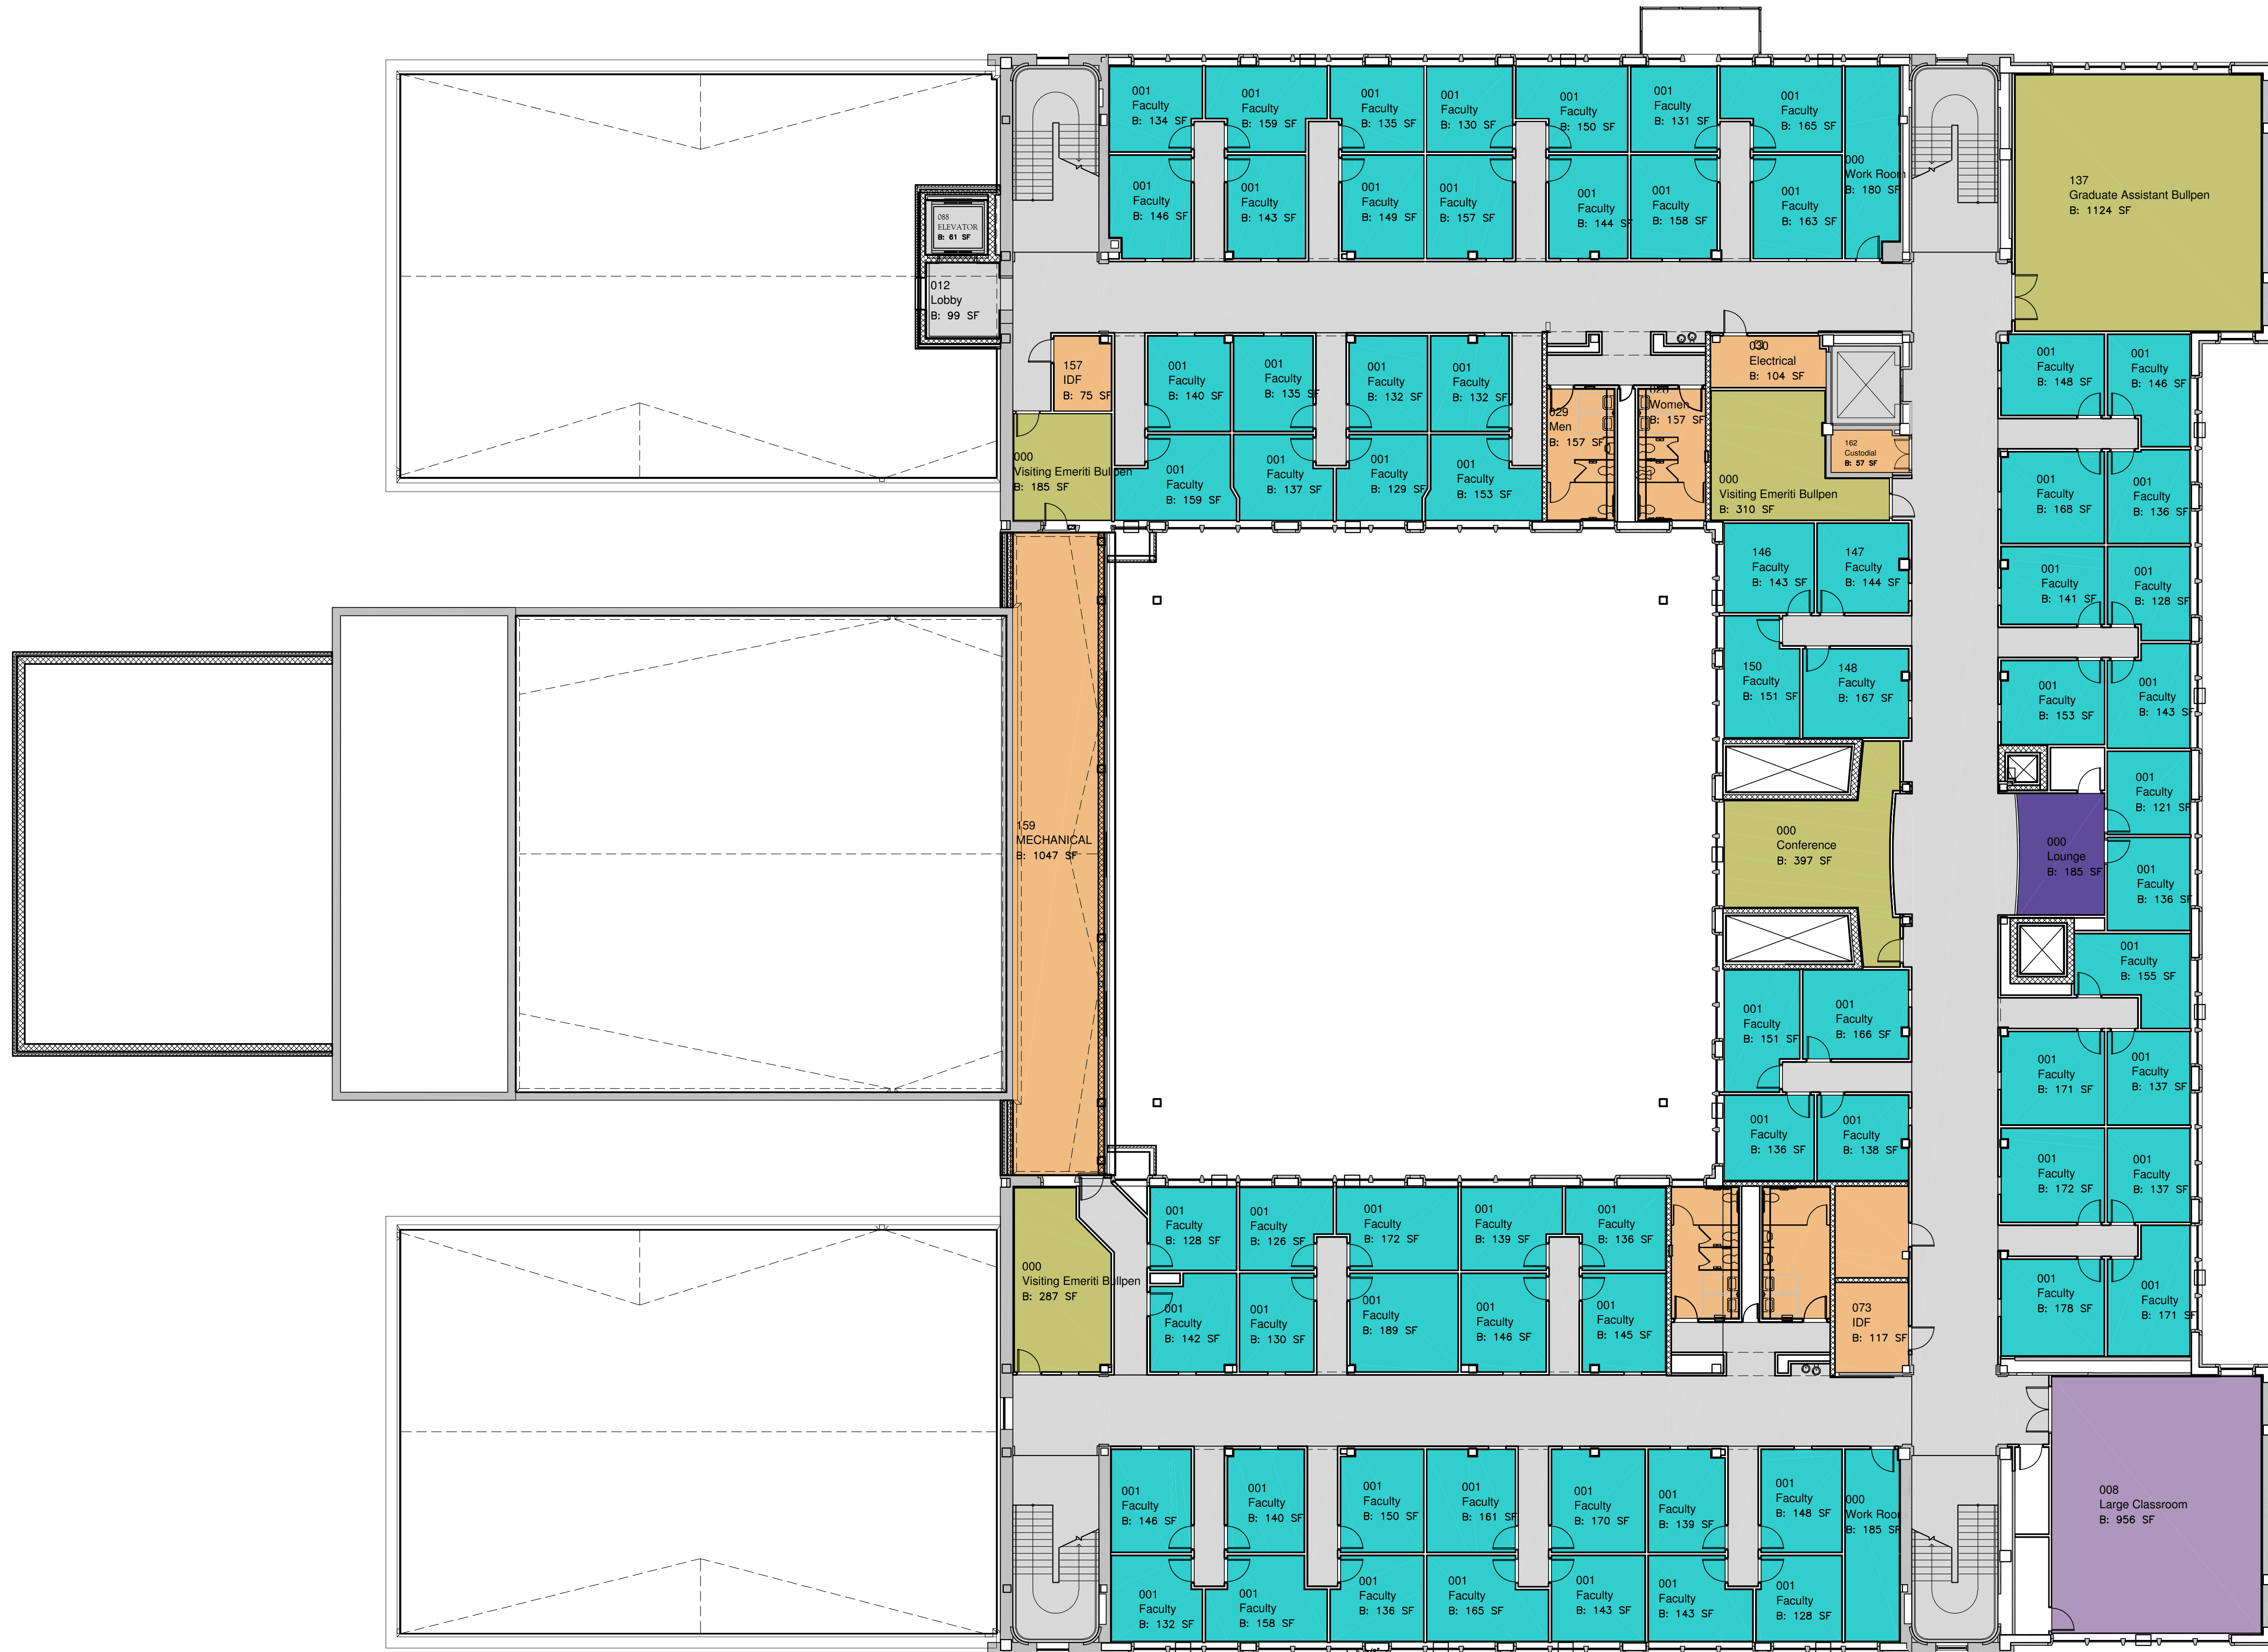 001
Faculty
B: 134 SF
001
Faculty
B: 159 SF
001
Faculty
B: 135 SF
001
Faculty
B: 130 SF
001
Faculty
B: 150 SF
001
Faculty
B: 131 SF
001
Faculty
B: 165 SF
000
Work Room
B: 180 SF
137
Graduate Assistant Bullpen
B: 1124 SF
001
Faculty
B: 146 SF
001
Faculty
B: 143 SF
001
Faculty
B: 149 SF
001
Faculty
B: 157 SF
001
Faculty
B: 144 SF
001
Faculty
B: 158 SF
001
Faculty
B: 163 SF
088
ELEVATOR
B: 61 SF
012
Lobby
B: 99 SF
157
IDF
B: 75 SF
001
Faculty
B: 140 SF
001
Faculty
B: 135 SF
001
Faculty
B: 132 SF
001
Faculty
B: 132 SF
029
Men
B: 157 SF
Women
B: 157 SF
030
Electrical
B: 104 SF
162
Custodial
B: 57 SF
000
Visiting Emeriti Bullpen
B: 185 SF
001
Faculty
B: 159 SF
001
Faculty
B: 137 SF
001
Faculty
B: 129 SF
001
Faculty
B: 153 SF
000
Visiting Emeriti Bullpen
B: 310 SF
001
Faculty
B: 148 SF
001
Faculty
B: 146 SF
001
Faculty
B: 168 SF
001
Faculty
B: 136 SF
146
Faculty
B: 143 SF
147
Faculty
B: 144 SF
001
Faculty
B: 141 SF
001
Faculty
B: 128 SF
150
Faculty
B: 151 SF
148
Faculty
B: 167 SF
001
Faculty
B: 153 SF
001
Faculty
B: 143 SF
159
MECHANICAL
B: 1047 SF
000
Conference
B: 397 SF
000
Lounge
B: 185 SF
001
Faculty
B: 121 SF
001
Faculty
B: 136 SF
001
Faculty
B: 155 SF
001
Faculty
B: 151 SF
001
Faculty
B: 166 SF
001
Faculty
B: 171 SF
001
Faculty
B: 137 SF
001
Faculty
B: 136 SF
001
Faculty
B: 138 SF
001
Faculty
B: 172 SF
001
Faculty
B: 137 SF
001
Faculty
B: 178 SF
001
Faculty
B: 171 SF
000
Visiting Emeriti Bullpen
B: 287 SF
001
Faculty
B: 128 SF
001
Faculty
B: 126 SF
001
Faculty
B: 172 SF
001
Faculty
B: 139 SF
001
Faculty
B: 136 SF
001
Faculty
B: 142 SF
001
Faculty
B: 130 SF
001
Faculty
B: 189 SF
001
Faculty
B: 146 SF
001
Faculty
B: 145 SF
073
IDF
B: 117 SF
001
Faculty
B: 146 SF
001
Faculty
B: 140 SF
001
Faculty
B: 150 SF
001
Faculty
B: 161 SF
001
Faculty
B: 170 SF
001
Faculty
B: 139 SF
001
Faculty
B: 148 SF
000
Work Room
B: 185 SF
008
Large Classroom
B: 956 SF
001
Faculty
B: 132 SF
001
Faculty
B: 158 SF
001
Faculty
B: 136 SF
001
Faculty
B: 165 SF
001
Faculty
B: 143 SF
001
Faculty
B: 143 SF
001
Faculty
B: 128 SF